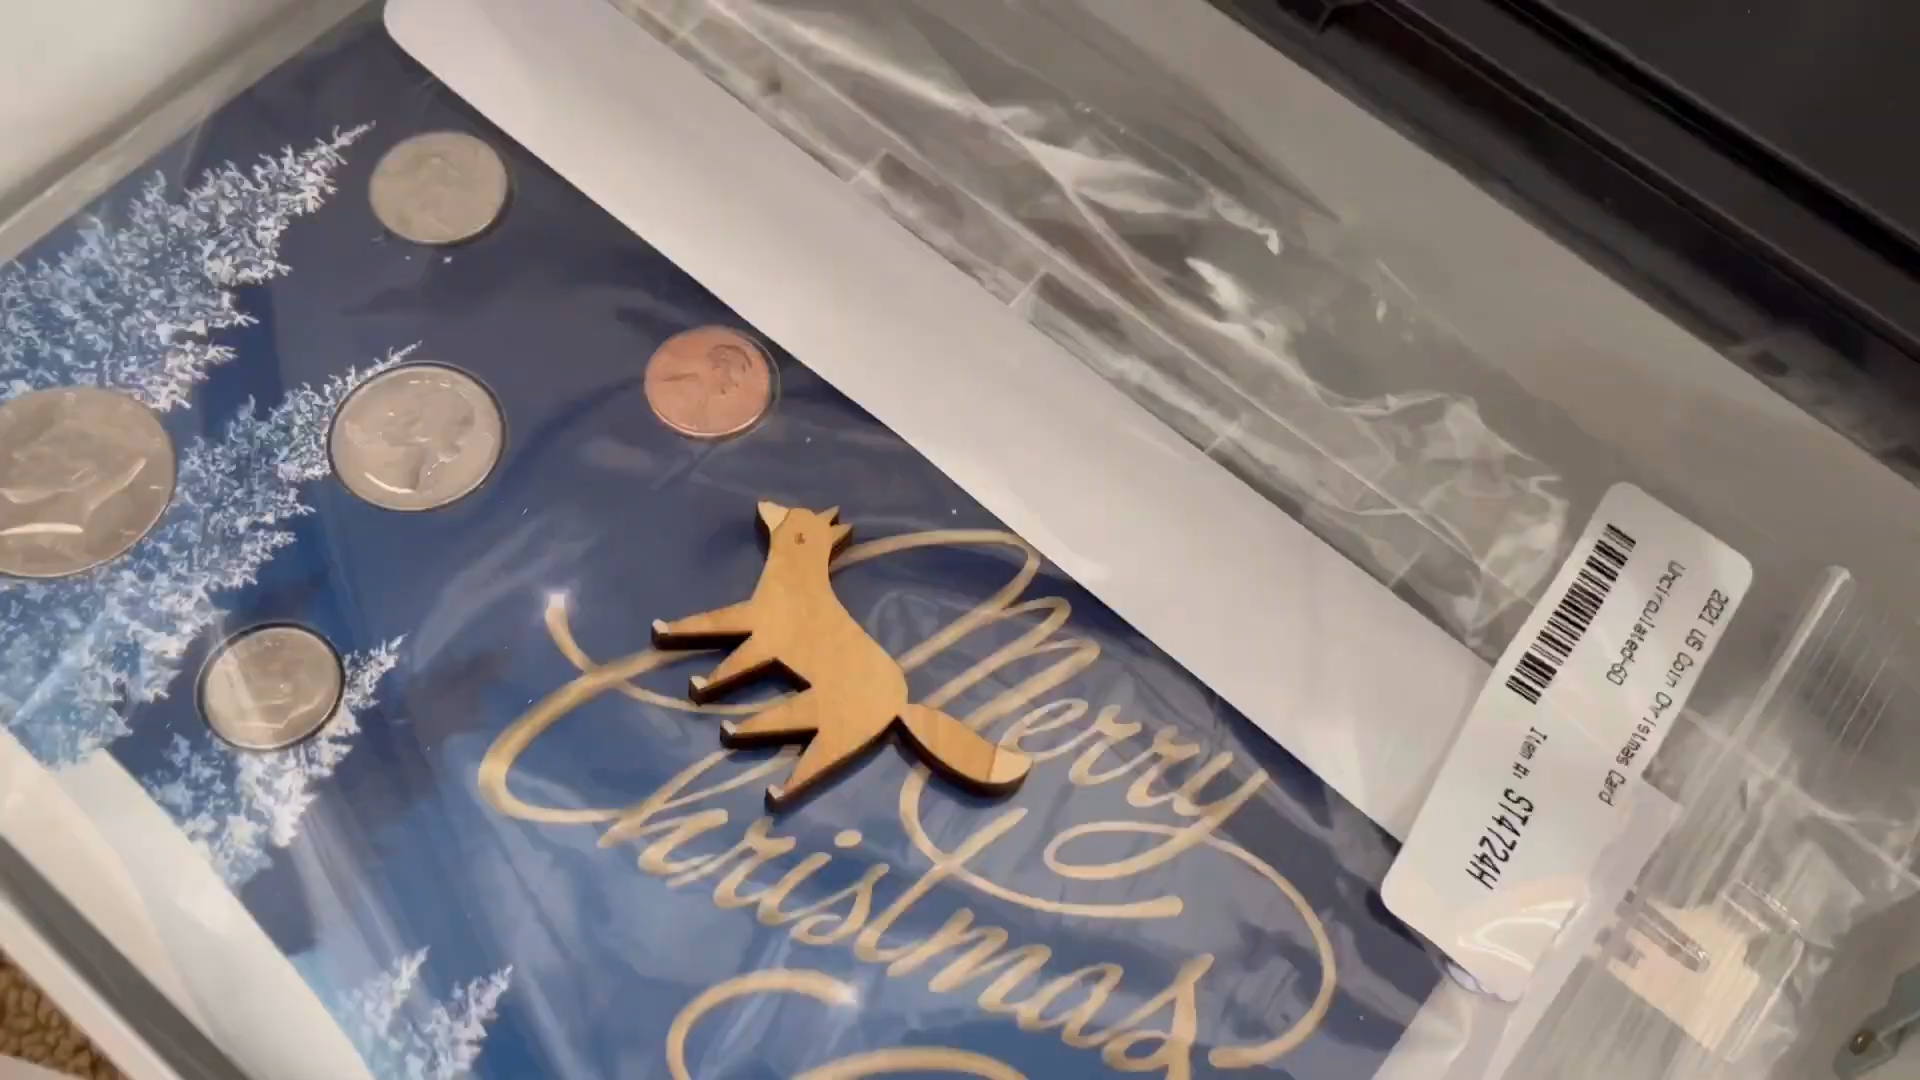 Merry
Christmas
2021 US Coin Christmas Card
Uncirculated-60
Item #: ST4724H